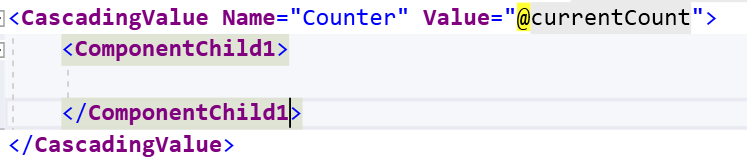 <CascadingValue Name="Counter" Value="@currentCount">
<ComponentChild1>
</ComponentChild1>
</CascadingValue>